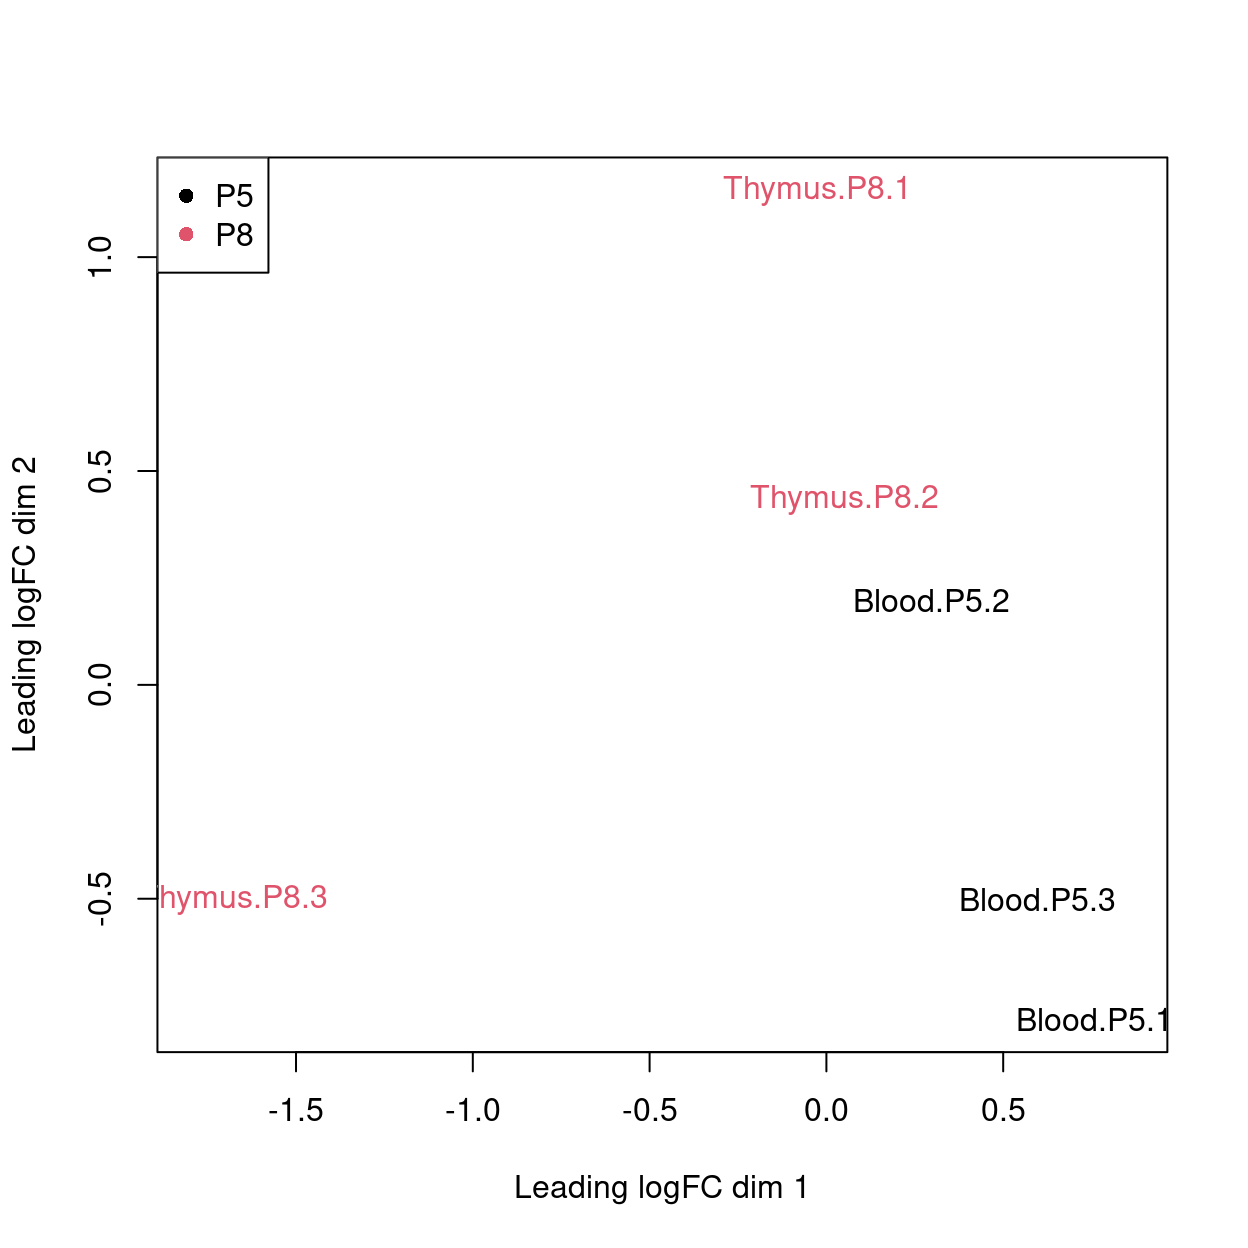 P5
P8
Thymus.P8.1
Thymus.P8.2
Blood.P5.2
hymus.P8.3
Blood.P5.3
Blood.P5.1
1.0
0.5
0.0
-0.5
Leading logFC dim 2
-1.5 -1.0 -0.5 0.0 0.5
Leading logFC dim 1